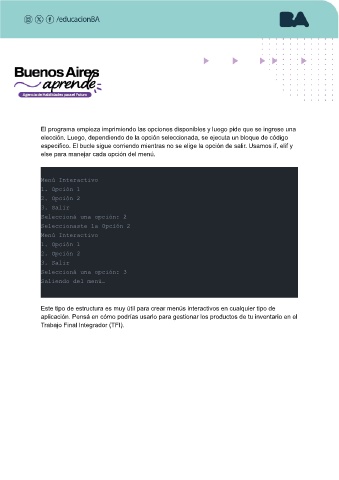 /educacionBA
BA
Buenos Aires
aprende
Agencia de Habilidades para el Futuro
El programa empieza imprimiendo las opciones disponibles y luego pide que se ingrese una
elección. Luego, dependiendo de la opción seleccionada, se ejecuta un bloque de código
específico. El bucle sigue corriendo mientras no se elige la opción de salir. Usamos if, elif y
else para manejar cada opción del menú.
Menú Interactivo
1. Opción 1
2. Opción 2
3. Salir
Seleccioná una opción: 2
Seleccionaste la Opción 2
Menú Interactivo
1. Opción 1
2. Opción 2
3. Salir
Seleccioná una opción: 3
Saliendo del menú.
Este tipo de estructura es muy útil para crear menús interactivos en cualquier tipo de
aplicación. Pensá en cómo podrías usarlo para gestionar los productos de tu inventario en el
Trabajo Final Integrador (TFI).